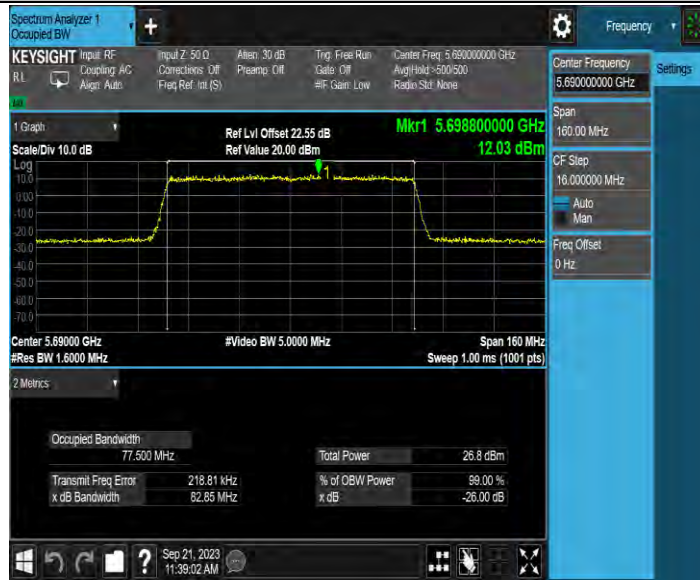 Spectrum Analyzer 1
Occupied BW
Frequency
KEYSIGHT Input: RF
RL
Coupling: AC
Align: Auto
Input Z: 50 Ω
Corrections: Off
Freq Ref: Int (S)
Atten: 30 dB
Preamp: Off
Trig: Free Run
Gate: Off
#IF Gain: Low
Center Freq: 5.690000000 GHz
Avg|Hold:>500/500
Radio Std: None
Center Frequency
5.690000000 GHz
Settings
Span
160.00 MHz
CF Step
16.000000 MHz
Auto
Man
Freq Offset
0 Hz
1 Graph
Scale/Div 10.0 dB
Ref Lvl Offset 22.55 dB
Ref Value 20.00 dBm
Mkr1 5.698800000 GHz
12.03 dBm
Log
10.0
0.00
-10.0
-20.0
-30.0
-40.0
-50.0
-60.0
-70.0
1
Center 5.69000 GHz
#Res BW 1.6000 MHz
#Video BW 5.0000 MHz
Span 160 MHz
Sweep 1.00 ms (1001 pts)
2 Metrics
Occupied Bandwidth
77.500 MHz
Total Power 26.8 dBm
Transmit Freq Error 218.81 kHz
% of OBW Power 99.00 %
x dB Bandwidth 82.85 MHz
x dB -26.00 dB
?
Sep 21, 2023
11:39:02 AM